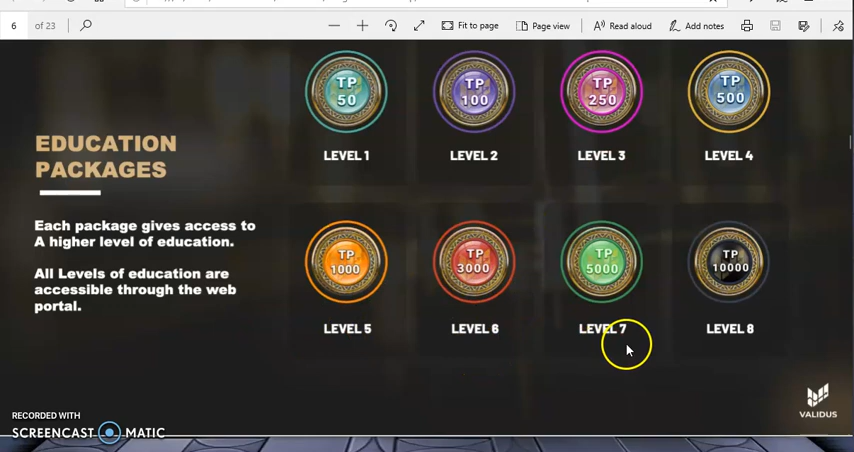 6 of 23
Fit to page
Page view
Read aloud
Add notes
TP
50
TP
100
TP
250
TP
500
LEVEL 1
LEVEL 2
LEVEL 3
LEVEL 4
EDUCATION
PACKAGES
Each package gives access to
A higher level of education.
All Levels of education are
accessible through the web
portal.
TP
1000
TP
3000
TP
5000
TP
10000
LEVEL 5
LEVEL 6
LEVEL 7
LEVEL 8
VALIDUS
RECORDED WITH
SCREENCAST MATIC